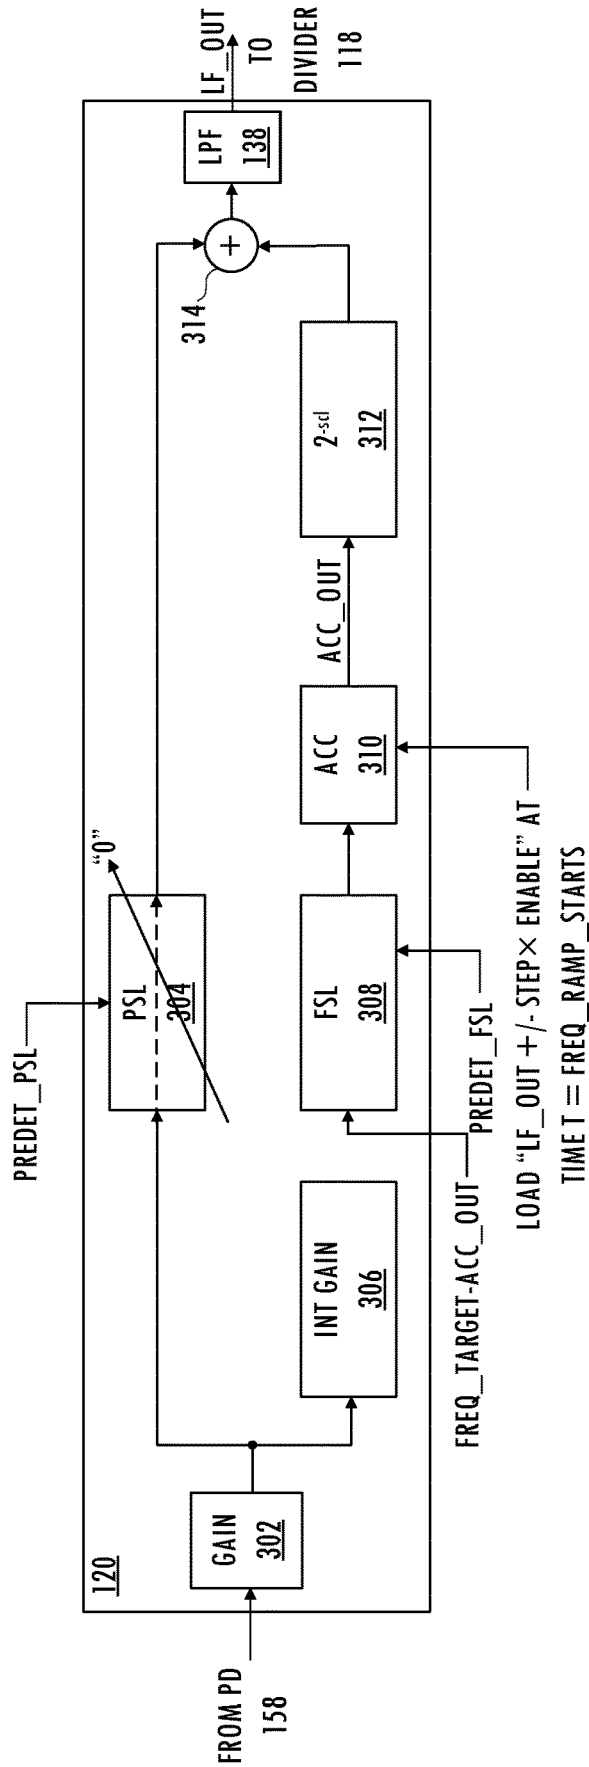 120
FROM PD
158
GAIN
302
PREDET_PSL
PSL
304
"0"
INT GAIN
306
FREQ_TARGET-ACC_OUT
FSL
308
PREDET_FSL
ACC
310
LOAD "LF_OUT +/- STEP× ENABLE" AT
TIME T = FREQ_RAMP_STARTS
ACC_OUT
2-scl
312
314
+
LPF
138
LF_OUT
TO
DIVIDER
118